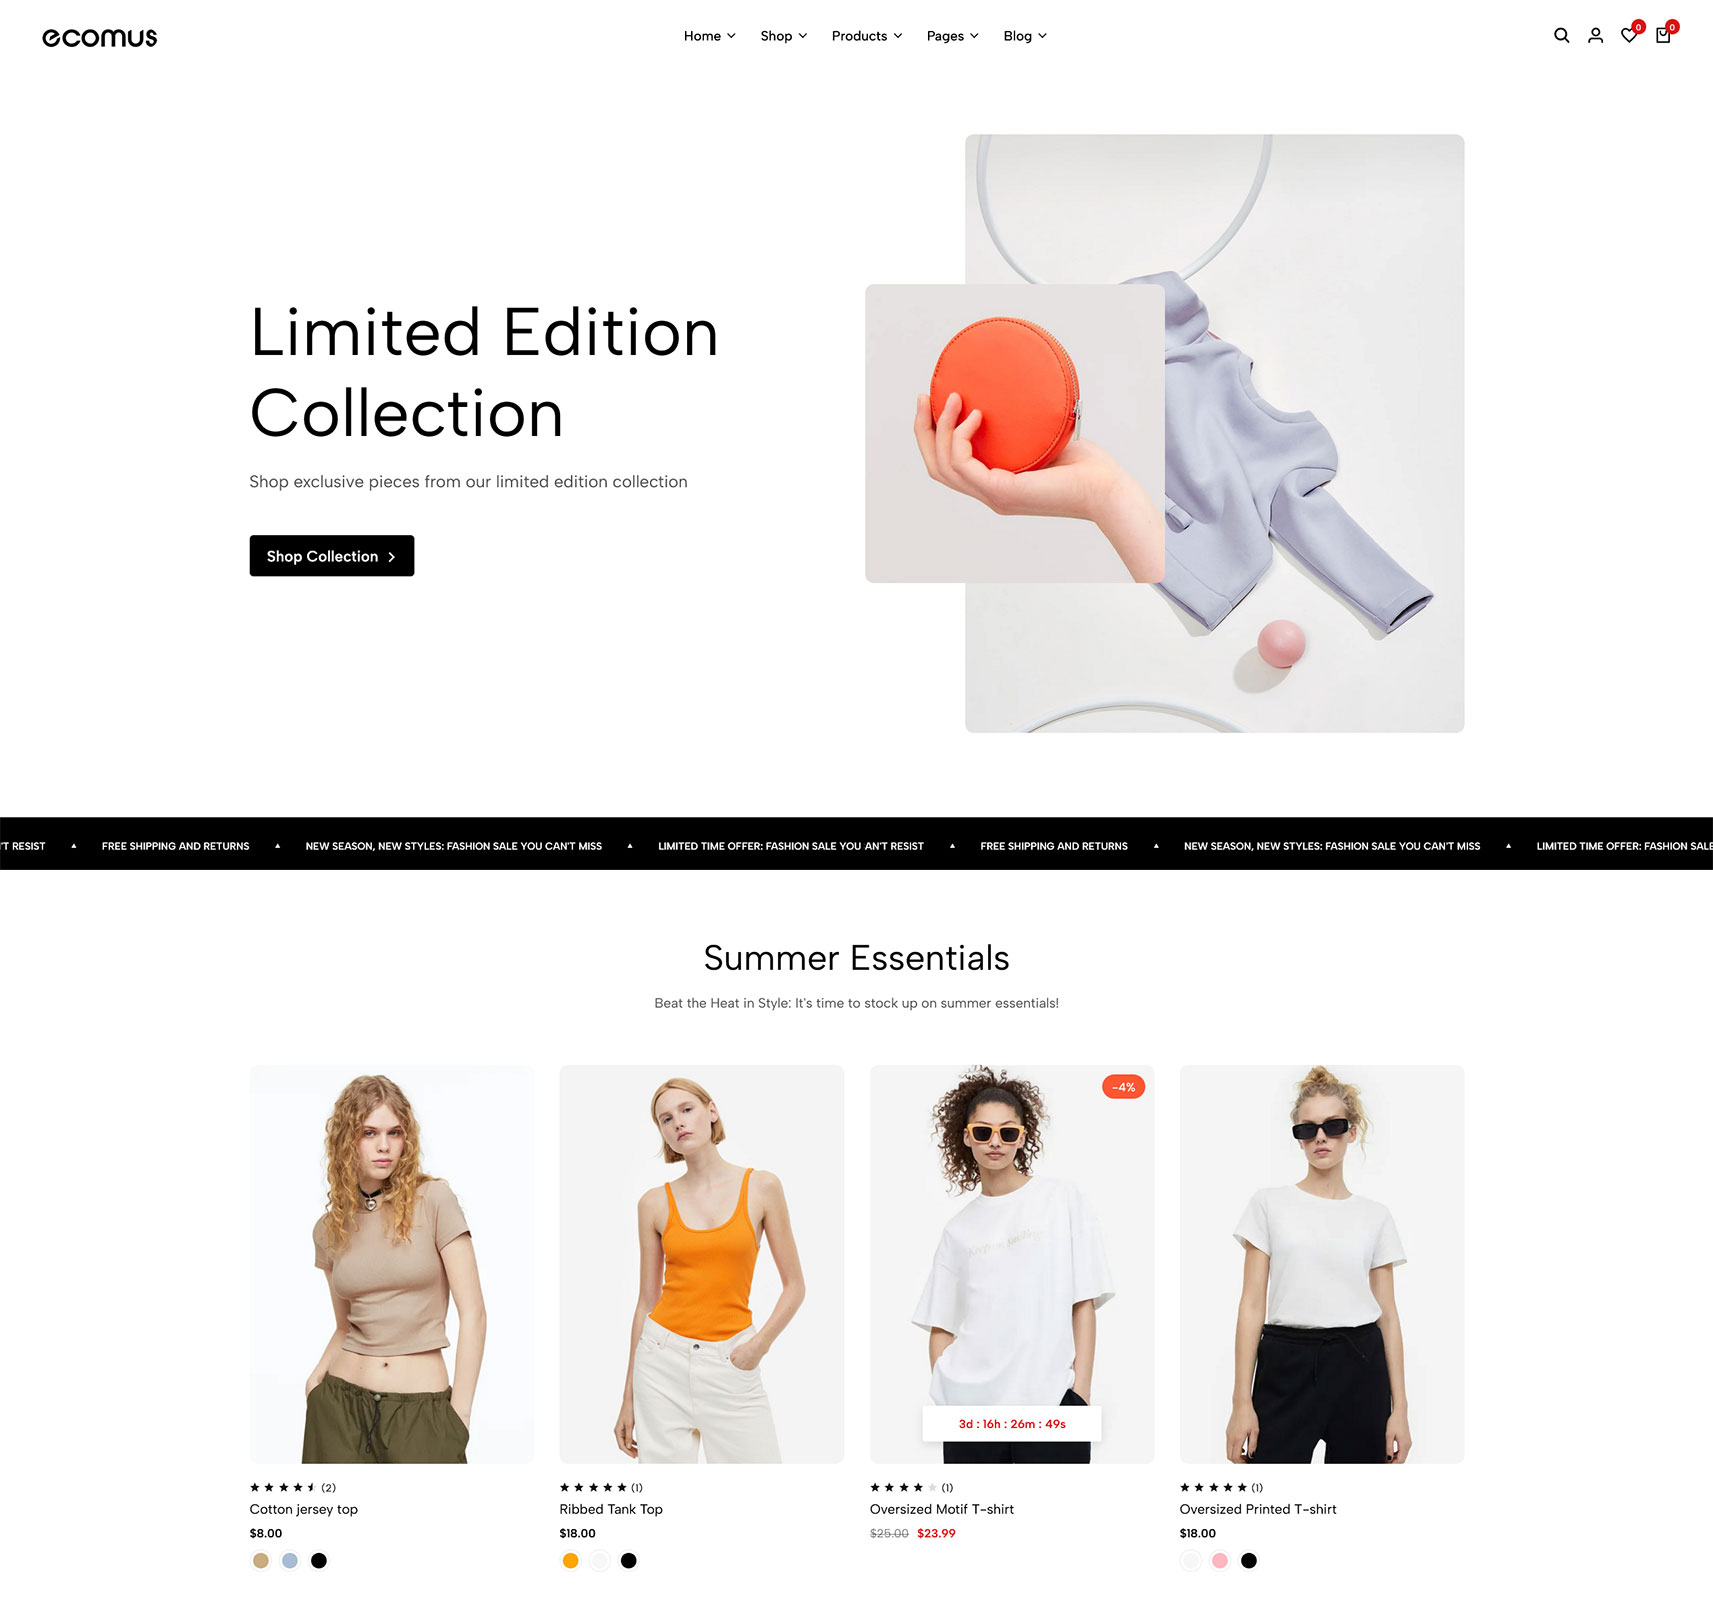 ecomus
Home Shop Products Pages Blog
0 0
Limited Edition
Collection
Shop exclusive pieces from our limited edition collection
Shop Collection
'T RESIST ▲ FREE SHIPPING AND RETURNS ▲ NEW SEASON, NEW STYLES: FASHION SALE YOU CAN'T MISS ▲ LIMITED TIME OFFER: FASHION SALE YOU AN'T RESIST ▲ FREE SHIPPING AND RETURNS ▲ NEW SEASON, NEW STYLES: FASHION SALE YOU CAN'T MISS ▲ LIMITED TIME OFFER: FASHION SALE
Summer Essentials
Beat the Heat in Style: It's time to stock up on summer essentials!
-4%
3d : 16h : 26m : 49s
(2)
Cotton jersey top
$8.00
(1)
Ribbed Tank Top
$18.00
(1)
Oversized Motif T-shirt
$25.00 $23.99
(1)
Oversized Printed T-shirt
$18.00